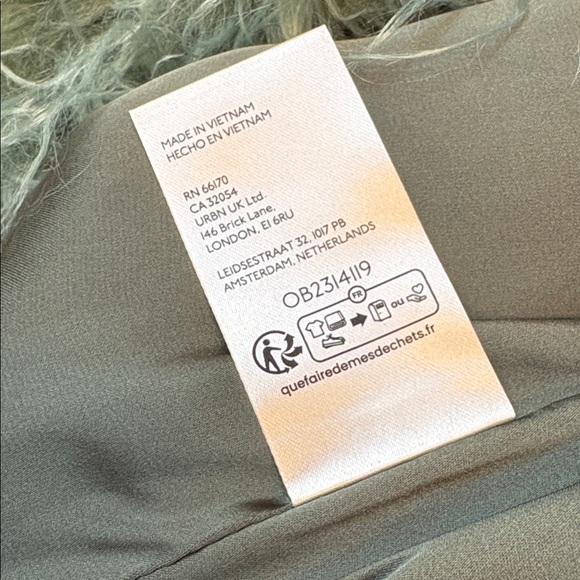 MADE IN VIETNAM
HECHO EN VIETNAM
RN 66170
CA 32054
URBN UK Ltd.
146 Brick Lane,
LONDON, E1 6RU
LEIDSESTRAAT 32, 1017 PB
AMSTERDAM, NETHERLANDS
OB2314119
FR
ou
quefairedemesdechets.fr